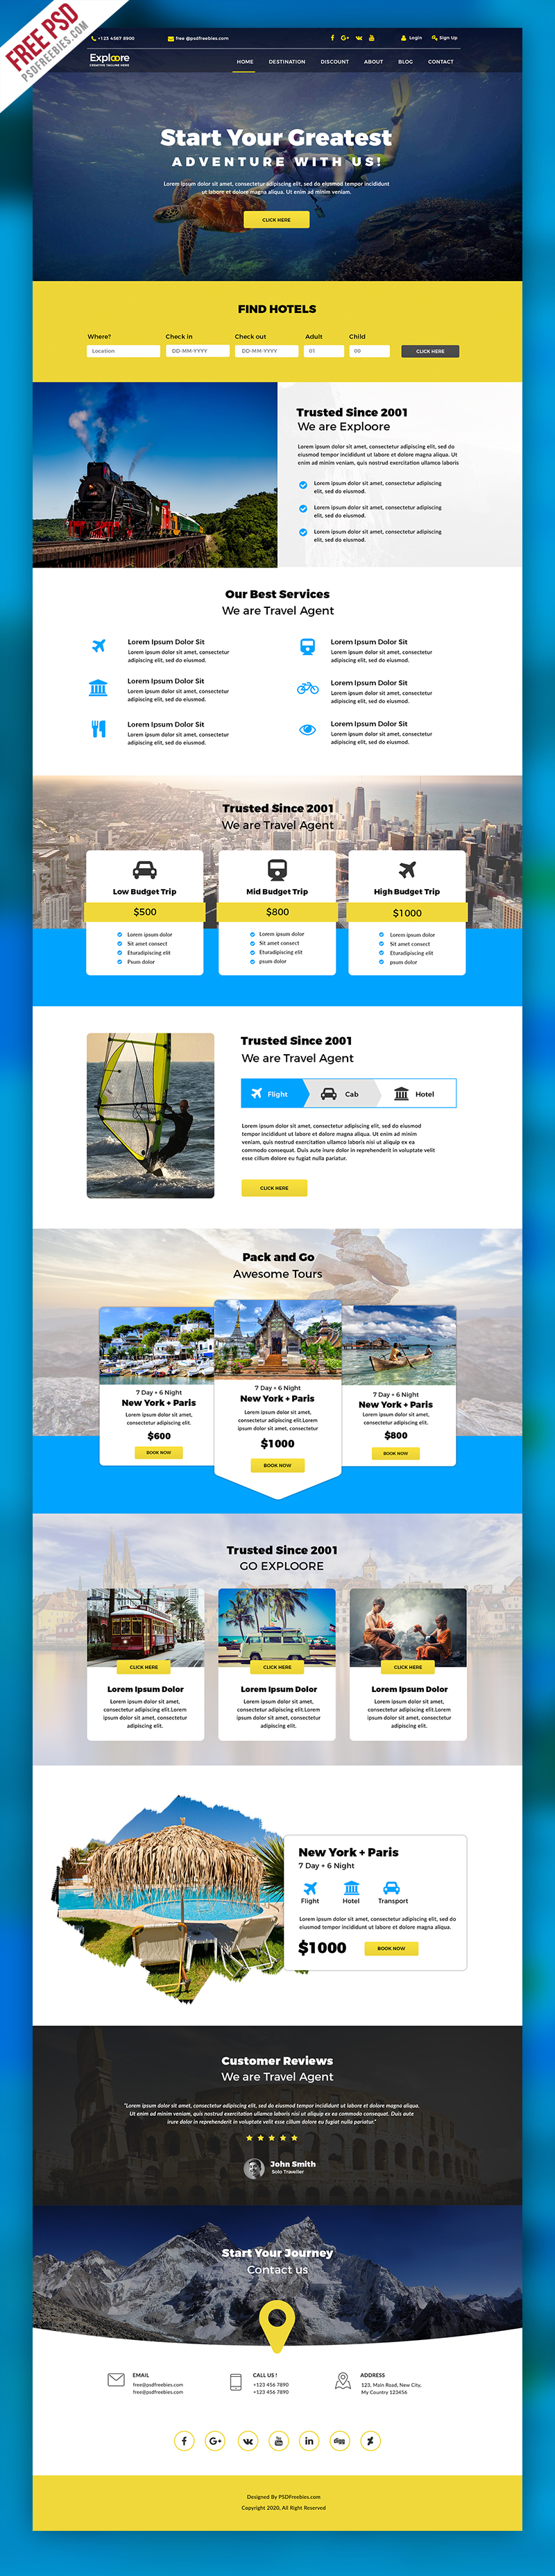 FREE PSD
PSDFREEBIES.COM
+123 4567 8900
free @psdfreebies.com
Login
Sign Up
Exploore
CREATIVE TAGLINE HERE
HOME
DESTINATION
DISCOUNT
ABOUT
BLOG
CONTACT
Start Your Greatest
ADVENTURE WITH US!
Lorem ipsum dolor sit amet, consectetur adipiscing elit, sed do eiusmod tempor incididunt
ut labore et dolore magna aliqua. Ut enim ad minim veniam.
CLICK HERE
FIND HOTELS
Where?
Check in
Check out
Adult
Child
Location
DD-MM-YYYY
DD-MM-YYYY
01
00
CLICK HERE
Trusted Since 2001
We are Exploore
Lorem ipsum dolor sit amet, consectetur adipiscing elit, sed do
eiusmod tempor incididunt ut labore et dolore magna aliqua. Ut
enim ad minim veniam, quis nostrud exercitation ullamco laboris
Lorem ipsum dolor sit amet, consectetur adipiscing
elit, sed do eiusmod.
Lorem ipsum dolor sit amet, consectetur adipiscing
elit, sed do eiusmod.
Lorem ipsum dolor sit amet, consectetur adipiscing
elit, sed do eiusmod.
Our Best Services
We are Travel Agent
Lorem Ipsum Dolor Sit
Lorem ipsum dolor sit amet, consectetur
adipiscing elit, sed do eiusmod.
Lorem Ipsum Dolor Sit
Lorem ipsum dolor sit amet, consectetur
adipiscing elit, sed do eiusmod.
Lorem Ipsum Dolor Sit
Lorem ipsum dolor sit amet, consectetur
adipiscing elit, sed do eiusmod.
Lorem Ipsum Dolor Sit
Lorem ipsum dolor sit amet, consectetur
adipiscing elit, sed do eiusmod.
Lorem Ipsum Dolor Sit
Lorem ipsum dolor sit amet, consectetur
adipiscing elit, sed do eiusmod.
Lorem Ipsum Dolor Sit
Lorem ipsum dolor sit amet, consectetur
adipiscing elit, sed do eiusmod.
Trusted Since 2001
We are Travel Agent
Low Budget Trip
$500
Lorem ipsum dolor
Sit amet consect
Eturadipiscing elit
Psum dolor
Mid Budget Trip
$800
Lorem ipsum dolor
Sit amet consect
Eturadipiscing elit
psum dolor
High Budget Trip
$1000
Lorem ipsum dolor
Sit amet consect
Eturadipiscing elit
psum dolor
Trusted Since 2001
We are Travel Agent
Flight
Cab
Hotel
Lorem ipsum dolor sit amet, consectetur adipiscing elit, sed do eiusmod
tempor incididunt ut labore et dolore magna aliqua. Ut enim ad minim
veniam, quis nostrud exercitation ullamco laboris nisi ut aliquip ex ea
commodo consequat. Duis aute irure dolor in reprehenderit in voluptate velit
esse cillum dolore eu fugiat nulla pariatur.
CLICK HERE
Pack and Go
Awesome Tours
7 Day + 6 Night
New York + Paris
Lorem ipsum dolor sit amet,
consectetur adipiscing elit.
$600
BOOK NOW
7 Day + 6 Night
New York + Paris
Lorem ipsum dolor sit amet,
consectetur adipiscing elit.Lorem
ipsum dolor sit amet, consectetur
$1000
BOOK NOW
7 Day + 6 Night
New York + Paris
Lorem ipsum dolor sit amet,
consectetur adipiscing elit.
$800
BOOK NOW
Trusted Since 2001
GO EXPLOORE
CLICK HERE
Lorem Ipsum Dolor
Lorem ipsum dolor sit amet,
consectetur adipiscing elit.Lorem
ipsum dolor sit amet, consectetur
adipiscing elit.
CLICK HERE
Lorem Ipsum Dolor
Lorem ipsum dolor sit amet,
consectetur adipiscing elit.Lorem
ipsum dolor sit amet, consectetur
adipiscing elit.
CLICK HERE
Lorem Ipsum Dolor
Lorem ipsum dolor sit amet,
consectetur adipiscing elit.Lorem
ipsum dolor sit amet, consectetur
adipiscing elit.
New York + Paris
7 Day + 6 Night
Flight
Hotel
Transport
Lorem ipsum dolor sit amet, consectetur adipiscing elit, sed do
eiusmod tempor incididunt ut labore et dolore magna aliqua.
$1000
BOOK NOW
Customer Reviews
We are Travel Agent
"Lorem ipsum dolor sit amet, consectetur adipiscing elit, sed do eiusmod tempor incididunt ut labore et dolore magna aliqua.
Ut enim ad minim veniam, quis nostrud exercitation ullamco laboris nisi ut aliquip ex ea commodo consequat. Duis aute
irure dolor in reprehenderit in voluptate velit esse cillum dolore eu fugiat nulla pariatur."
John Smith
Solo Traveller
Start Your Journey
Contact us
EMAIL
free@psdfreebies.com
free@psdfreebies.com
CALL US !
+123 456 7890
+123 456 7890
ADDRESS
123, Main Road, New City,
My Country 123456
Designed By PSDFreebies.com
Copyright 2020, All Right Reserved